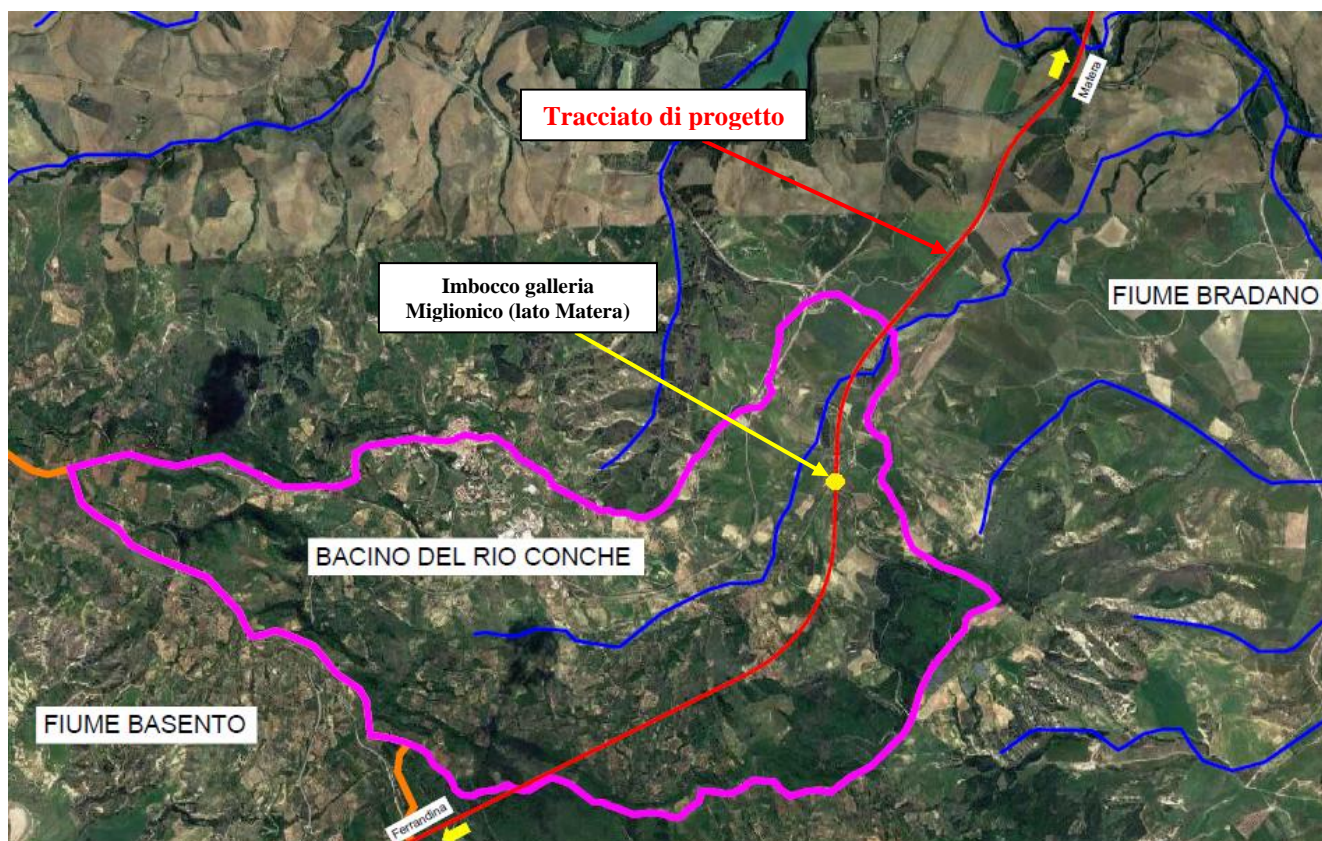 Matera
Tracciato di progetto
Imbocco galleria
Miglionico (lato Matera)
FIUME BRADANO
BACINO DEL RIO CONCHE
FIUME BASENTO
Ferrandina